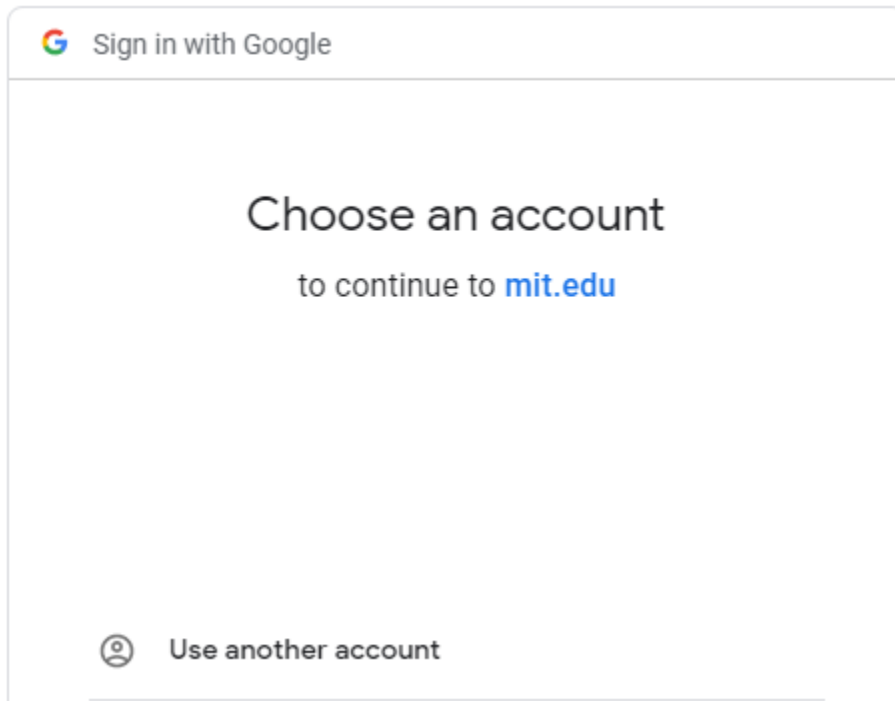 Sign in with Google
Choose an account
to continue to mit.edu
Use another account